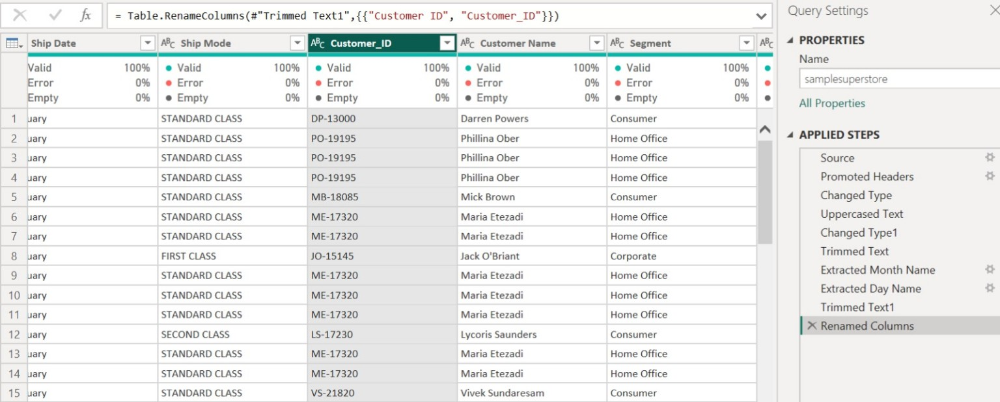 fx = Table.RenameColumns(#"Trimmed Text1",{{"Customer ID", "Customer_ID"}})
Ship Date ABC Ship Mode ABC Customer_ID ABC Customer Name ABC Segment ABC
Valid 100% Valid 100% Valid 100% Valid 100% Valid 100%
Error 0% Error 0% Error 0% Error 0% Error 0%
Empty 0% Empty 0% Empty 0% Empty 0% Empty 0%
1 uary STANDARD CLASS DP-13000 Darren Powers Consumer
2 uary STANDARD CLASS PO-19195 Phillina Ober Home Office
3 uary STANDARD CLASS PO-19195 Phillina Ober Home Office
4 uary STANDARD CLASS PO-19195 Phillina Ober Home Office
5 uary STANDARD CLASS MB-18085 Mick Brown Consumer
6 uary STANDARD CLASS ME-17320 Maria Etezadi Home Office
7 uary STANDARD CLASS ME-17320 Maria Etezadi Home Office
8 uary FIRST CLASS JO-15145 Jack O'Briant Corporate
9 uary STANDARD CLASS ME-17320 Maria Etezadi Home Office
10 uary STANDARD CLASS ME-17320 Maria Etezadi Home Office
11 uary STANDARD CLASS ME-17320 Maria Etezadi Home Office
12 uary SECOND CLASS LS-17230 Lycoris Saunders Consumer
13 uary STANDARD CLASS ME-17320 Maria Etezadi Home Office
14 uary STANDARD CLASS ME-17320 Maria Etezadi Home Office
15 uary STANDARD CLASS VS-21820 Vivek Sundaresam Consumer
Query Settings
PROPERTIES
Name
samplesuperstore
All Properties
APPLIED STEPS
Source
Promoted Headers
Changed Type
Uppercased Text
Changed Type1
Trimmed Text
Extracted Month Name
Extracted Day Name
Trimmed Text1
Renamed Columns